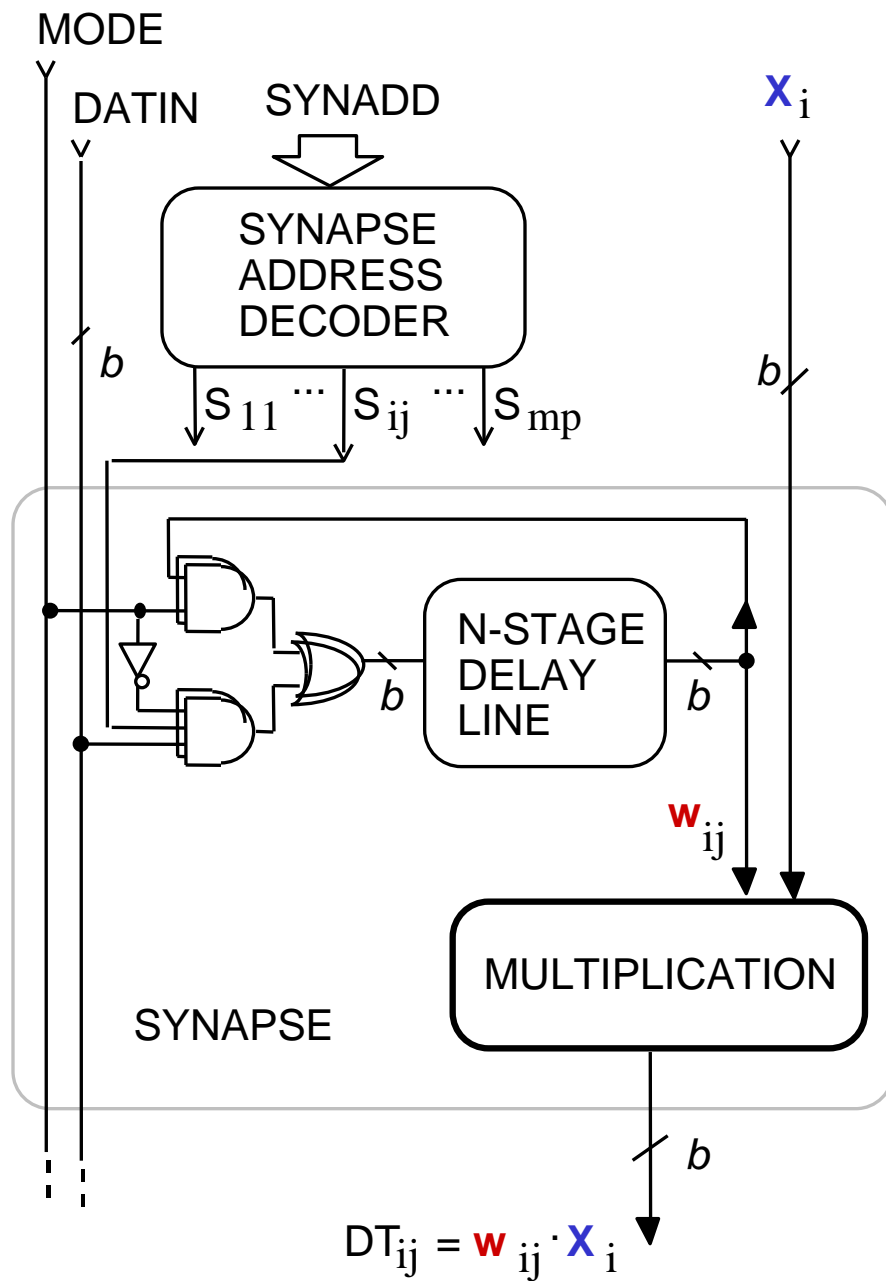 MODE
DATIN
SYNADD
X i
SYNAPSE
ADDRESS
DECODER
b
b
S 11 ... S ij ... S mp
N-STAGE
DELAY
LINE
b
b
w ij
MULTIPLICATION
SYNAPSE
b
DT ij = w ij · X i